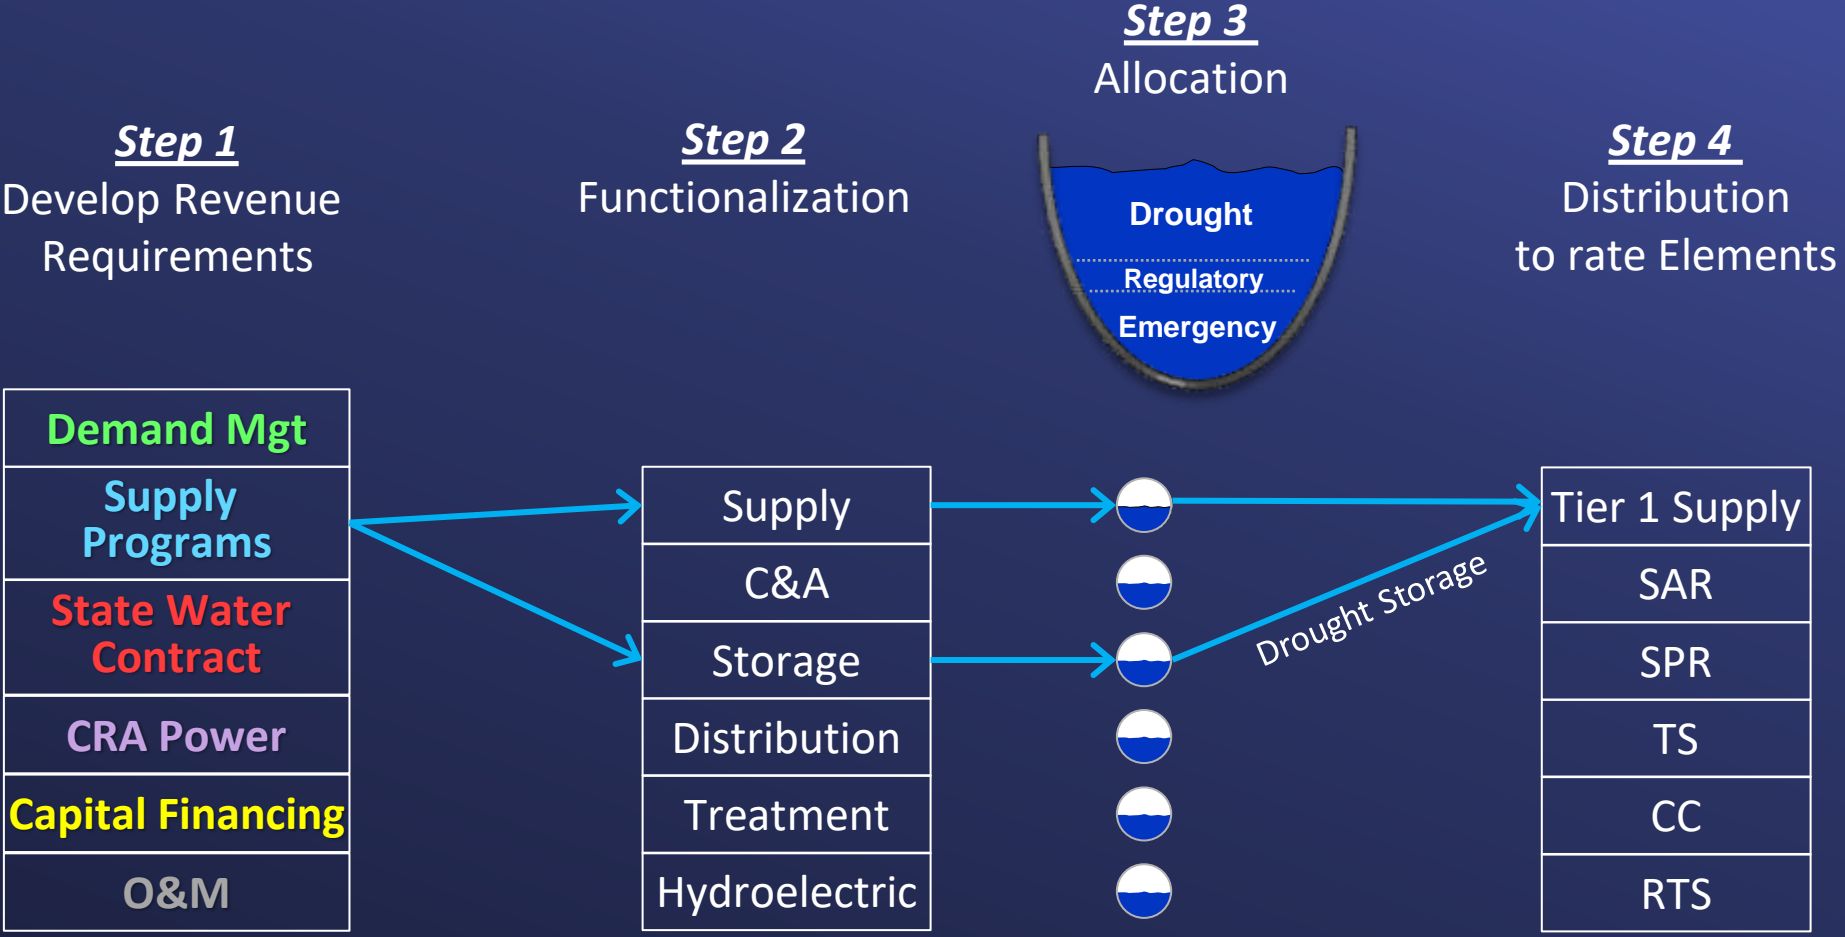 Step 1
Develop Revenue
Requirements
Step 2
Functionalization
Step 3
Allocation
Drought
Regulatory
Emergency
Step 4
Distribution
to rate Elements
Demand Mgt
Supply
Programs
State Water
Contract
CRA Power
Capital Financing
O&M
Supply
C&A
Storage
Distribution
Treatment
Hydroelectric
Drought Storage
Tier 1 Supply
SAR
SPR
TS
CC
RTS